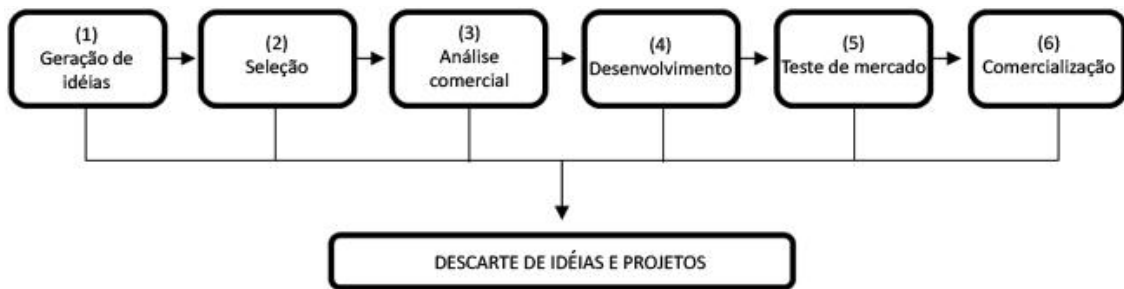 (1)
Geração de
idéias
(2)
Seleção
(3)
Análise
comercial
(4)
Desenvolvimento
(5)
Teste de mercado
(6)
Comercialização
DESCARTE DE IDÉIAS E PROJETOS